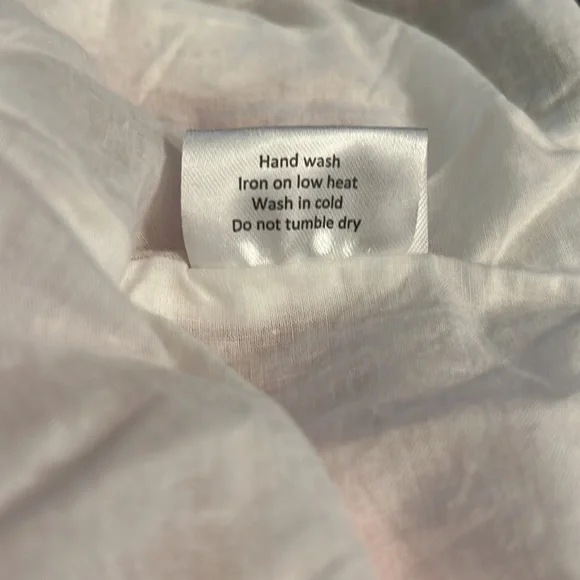 Hand wash
Iron on low heat
Wash in cold
Do not tumble dry